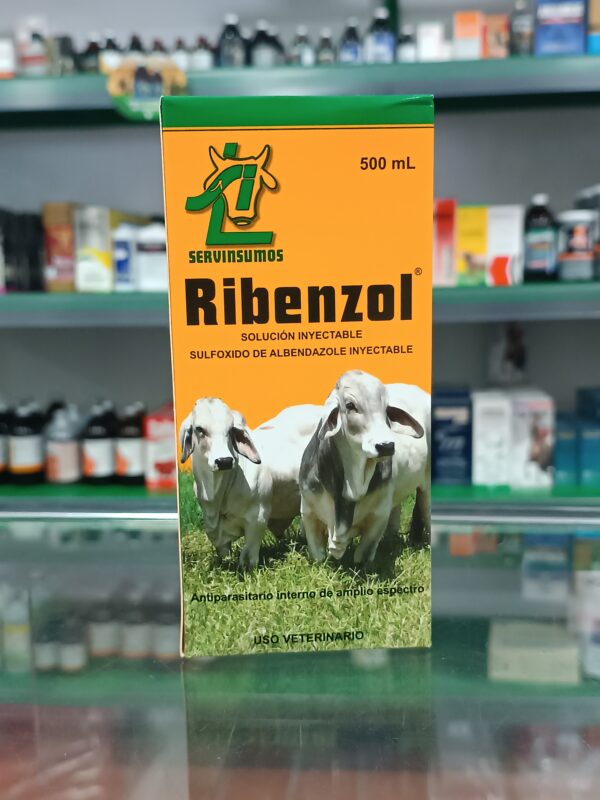 500 mL
SERVINSUMOS
Ribenzol®
SOLUCIÓN INYECTABLE
SULFOXIDO DE ALBENDAZOLE INYECTABLE
Antiparasitario interno de amplio espectro
USO VETERINARIO